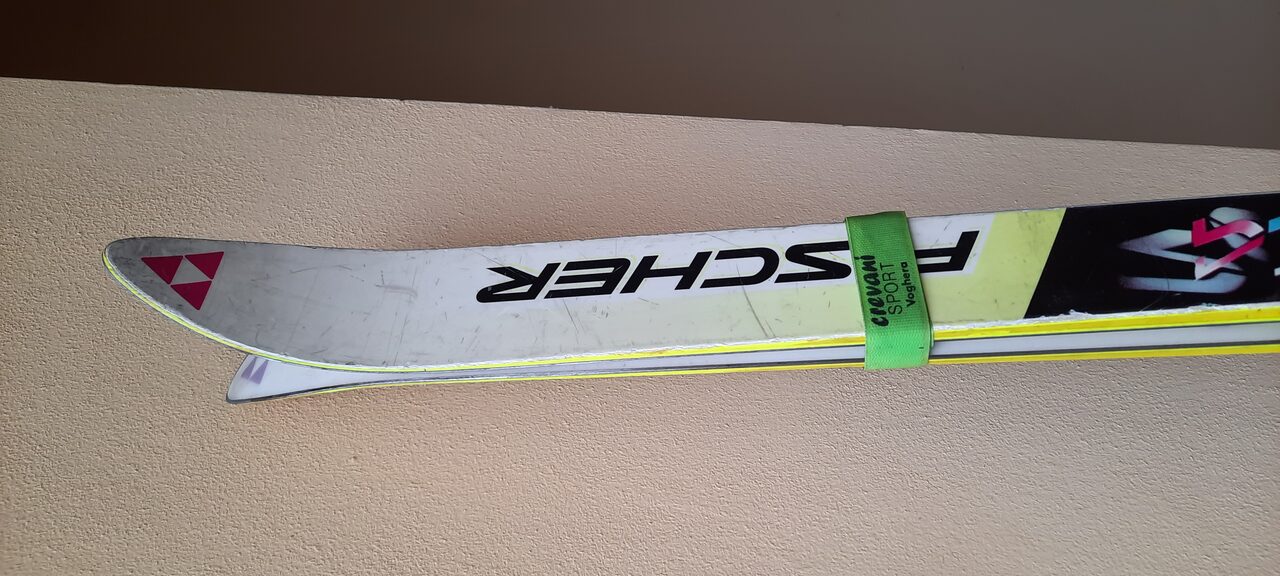 FISCHER
crevani
SPORT
Voghera